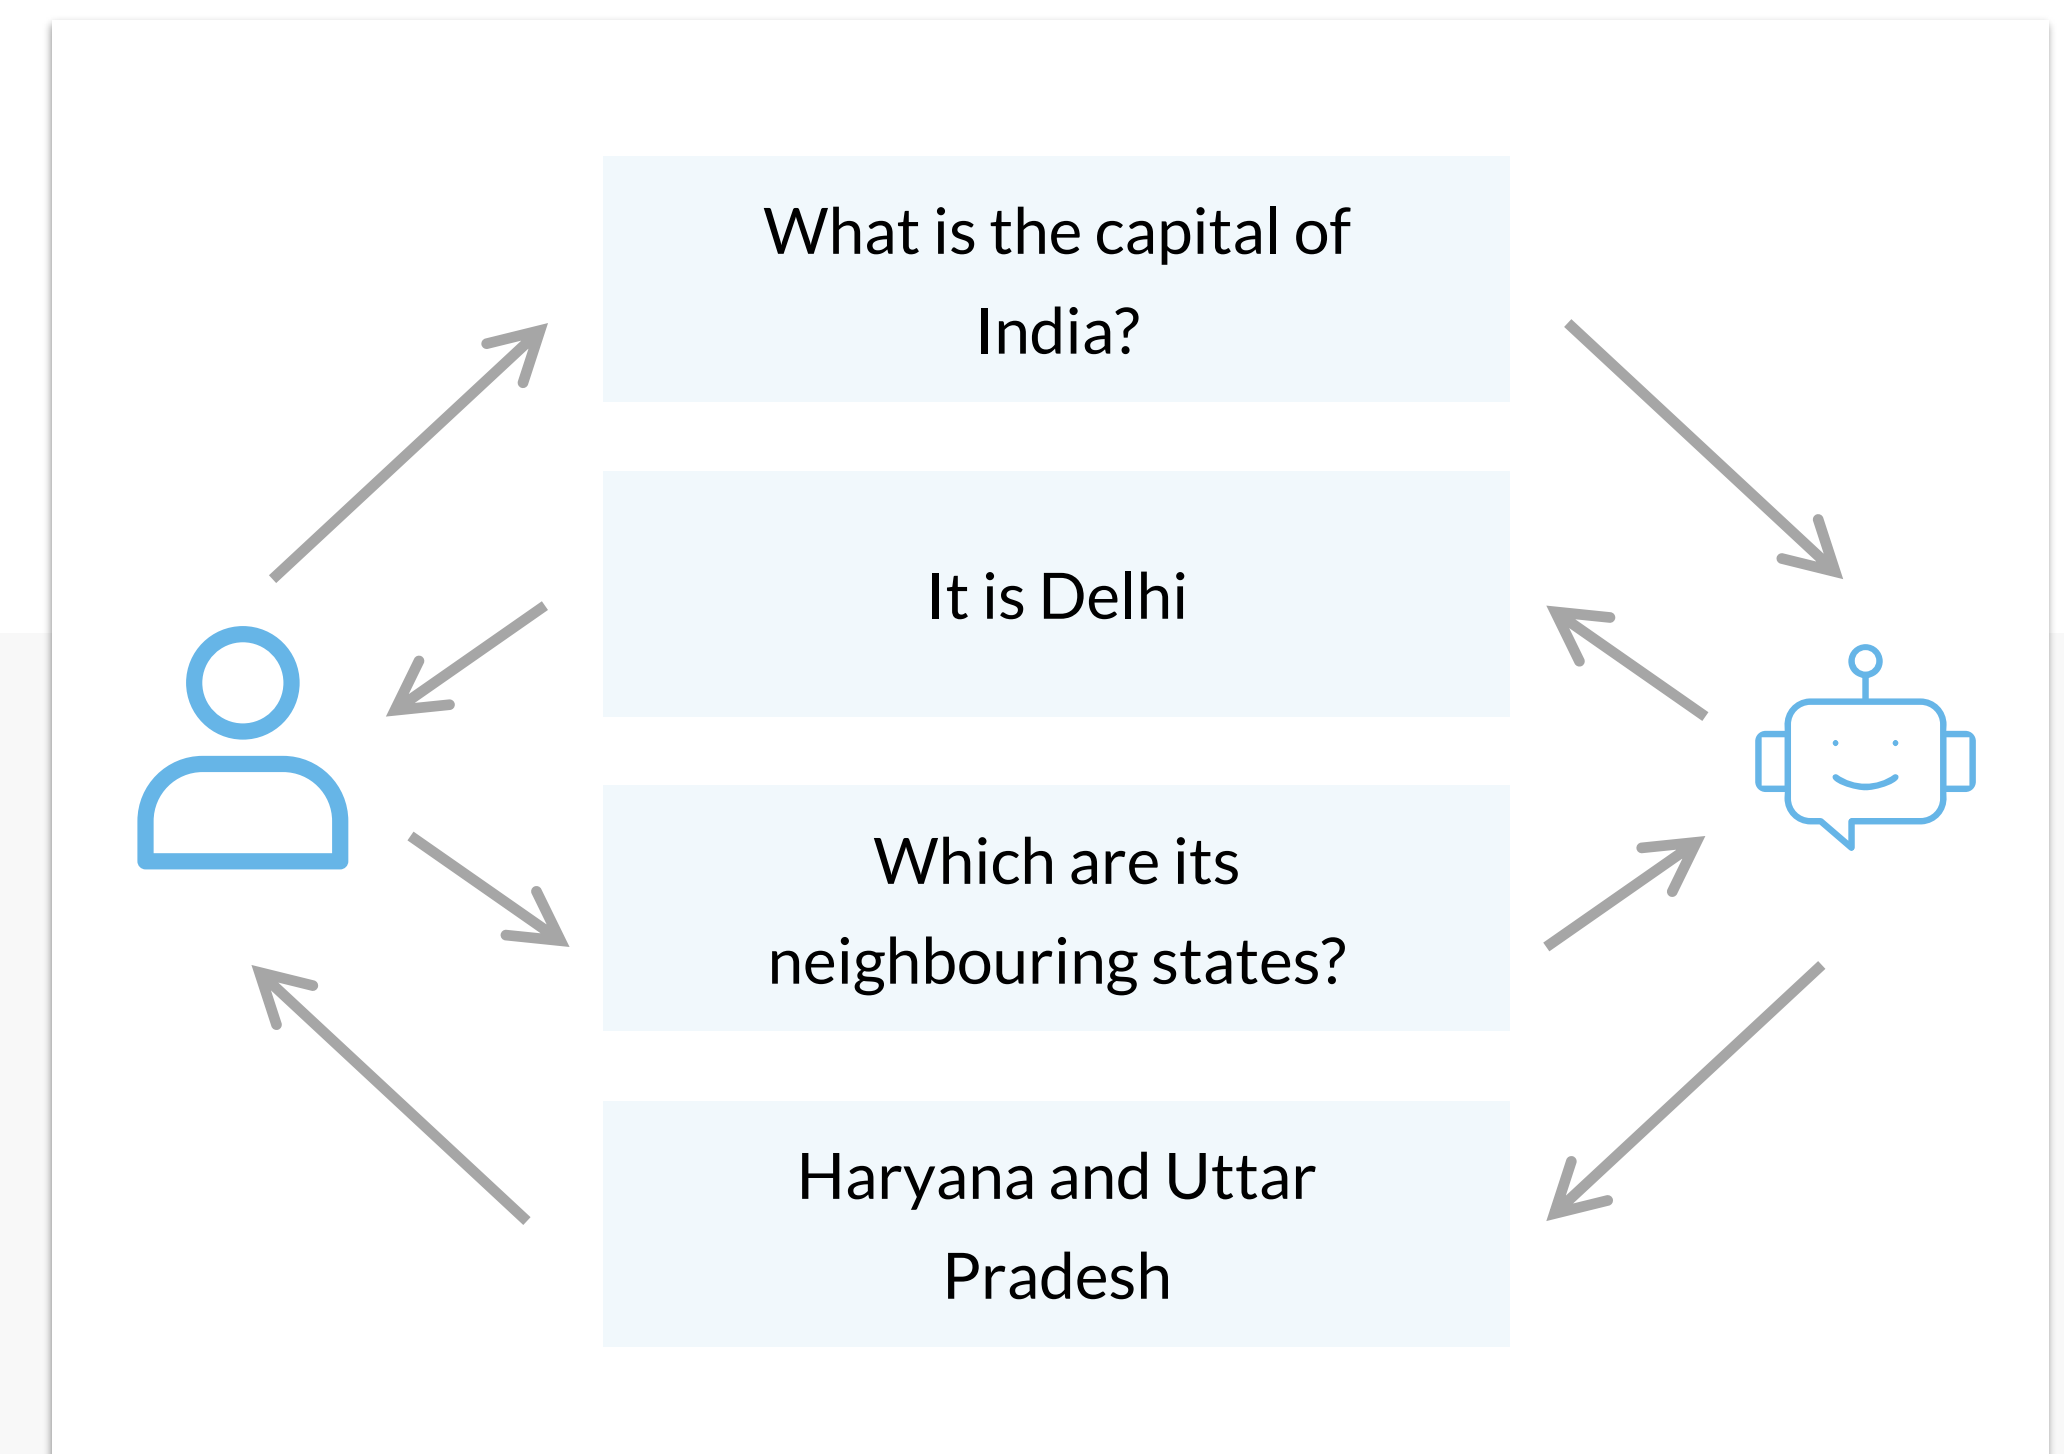 What is the capital of
India?
It is Delhi
Which are its
neighbouring states?
Haryana and Uttar
Pradesh